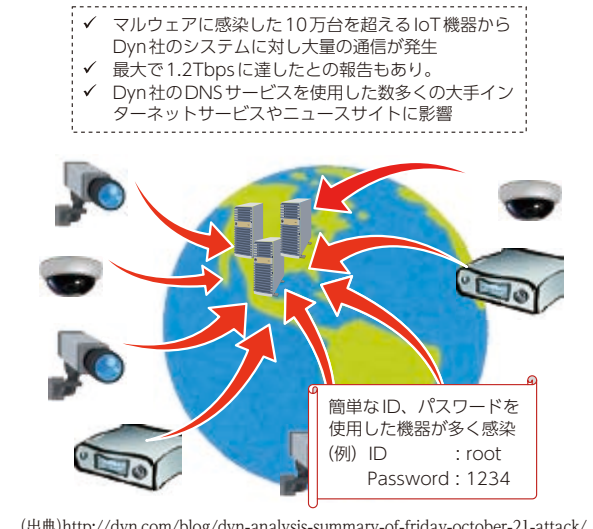 ✓ マルウェアに感染した10万台を超えるIoT機器から
Dyn社のシステムに対し大量の通信が発生
✓ 最大で1.2Tbpsに達したとの報告もあり。
✓ Dyn社のDNSサービスを使用した数多くの大手イン
ターネットサービスやニュースサイトに影響
簡単なID、パスワードを
使用した機器が多く感染
(例) ID : root
Password : 1234
(出典)http://dyn.com/blog/dyn-analysis-summary-of-friday-october-21-attack/